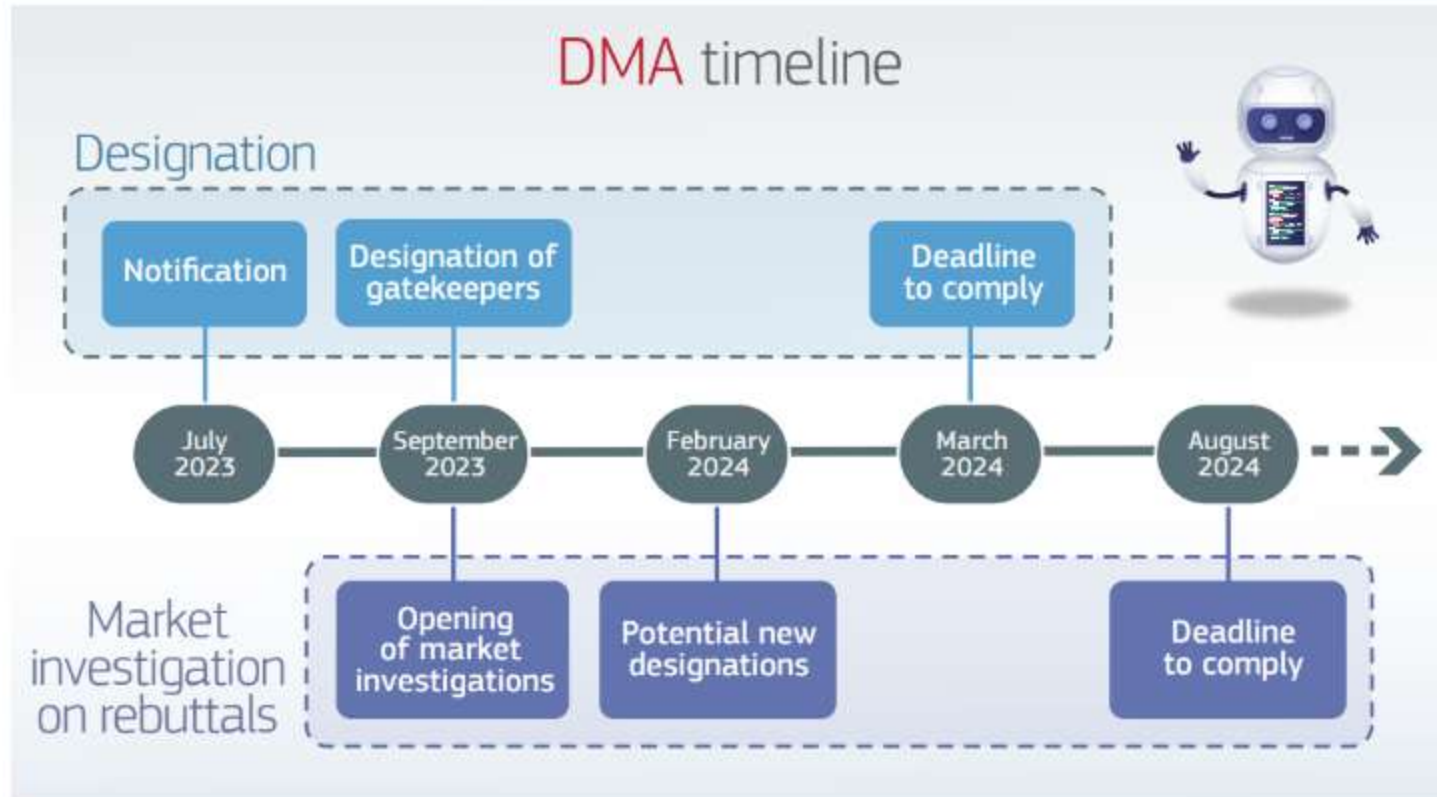 DMA timeline
Designation
Notification
Designation of
gatekeepers
Deadline
to comply
July
2023
September
2023
February
2024
March
2024
August
2024
Market
investigation
on rebuttals
Opening
of market
investigations
Potential new
designations
Deadline
to comply